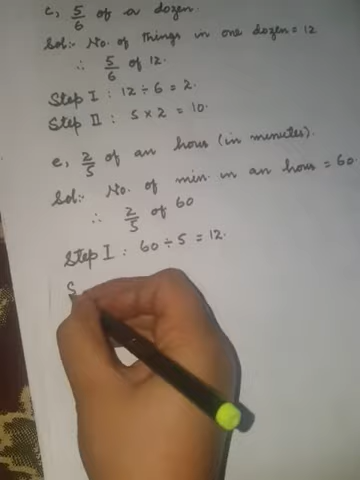 c, 5/6 of a dozen.
Sol:- No. of things in one dozen = 12
∴ 5/6 of 12.
Step I : 12 ÷ 6 = 2.
Step II : 5 × 2 = 10.
e, 2/5 of an hour (in minutes).
Sol:- No. of min. in an hour = 60.
∴ 2/5 of 60
Step I : 60 ÷ 5 = 12.
S